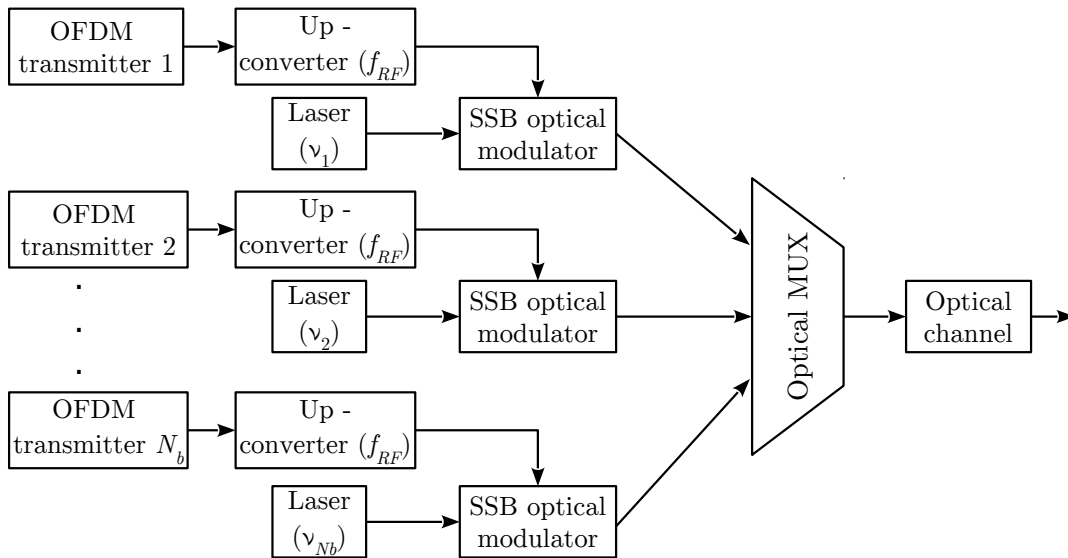 OFDM
transmitter 1
Up -
converter (f_RF)
Laser
(ν_1)
SSB optical
modulator
OFDM
transmitter 2
Up -
converter (f_RF)
Laser
(ν_2)
SSB optical
modulator
OFDM
transmitter N_b
Up -
converter (f_RF)
Laser
(ν_Nb)
SSB optical
modulator
Optical MUX
Optical
channel